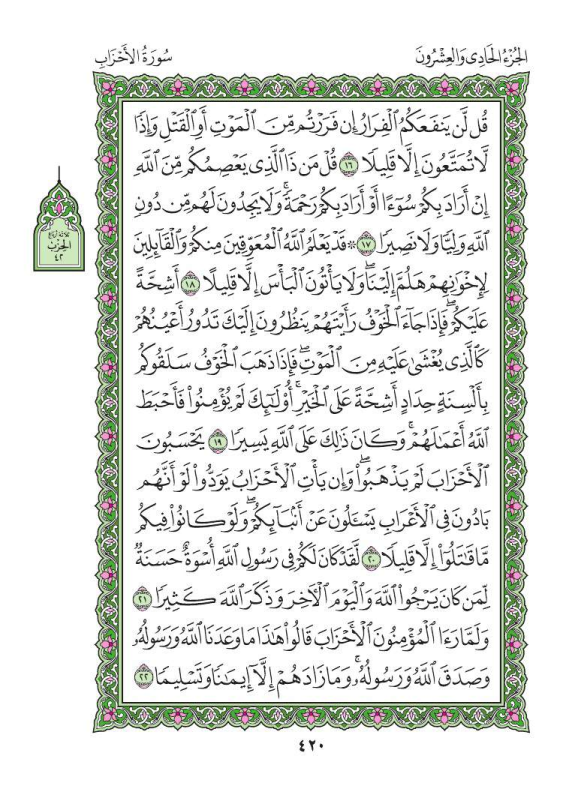 الجُزْءُ الحَادِي وَالعِشْرُونَ
سُورَةُ الأَحْزَابِ
قُل لَّن يَنفَعَكُمُ ٱلْفِرَارُ إِن فَرَرْتُم مِّنَ ٱلْمَوْتِ أَوِ ٱلْقَتْلِ وَإِذًا
لَّا تُمَتَّعُونَ إِلَّا قَلِيلًا ١٦ قُلْ مَن ذَا ٱلَّذِى يَعْصِمُكُم مِّنَ ٱللَّهِ
إِنْ أَرَادَ بِكُمْ سُوٓءًا أَوْ أَرَادَ بِكُمْ رَحْمَةً ۚ وَلَا يَجِدُونَ لَهُم مِّن دُونِ
ٱللَّهِ وَلِيًّا وَلَا نَصِيرًا ١٧ ۞ قَدْ يَعْلَمُ ٱللَّهُ ٱلْمُعَوِّقِينَ مِنكُمْ وَٱلْقَآئِلِينَ
لِإِخْوَٰنِهِمْ هَلُمَّ إِلَيْنَا ۖ وَلَا يَأْتُونَ ٱلْبَأْسَ إِلَّا قَلِيلًا ١٨ أَشِحَّةً
عَلَيْكُمْ ۖ فَإِذَا جَآءَ ٱلْخَوْفُ رَأَيْتَهُمْ يَنظُرُونَ إِلَيْكَ تَدُورُ أَعْيُنُهُمْ
كَٱلَّذِى يُغْشَىٰ عَلَيْهِ مِنَ ٱلْمَوْتِ ۖ فَإِذَا ذَهَبَ ٱلْخَوْفُ سَلَقُوكُم
بِأَلْسِنَةٍ حِدَادٍ أَشِحَّةً عَلَى ٱلْخَيْرِ ۚ أُو۟لَٰٓئِكَ لَمْ يُؤْمِنُوا۟ فَأَحْبَطَ
ٱللَّهُ أَعْمَٰلَهُمْ ۚ وَكَانَ ذَٰلِكَ عَلَى ٱللَّهِ يَسِيرًا ١٩ يَحْسَبُونَ
ٱلْأَحْزَابَ لَمْ يَذْهَبُوا۟ ۖ وَإِن يَأْتِ ٱلْأَحْزَابُ يَوَدُّوا۟ لَوْ أَنَّهُم
بَادُونَ فِى ٱلْأَعْرَابِ يَسْـَٔلُونَ عَنْ أَنۢبَآئِكُمْ ۖ وَلَوْ كَانُوا۟ فِيكُم
مَّا قَٰتَلُوٓا۟ إِلَّا قَلِيلًا ٢٠ لَّقَدْ كَانَ لَكُمْ فِى رَسُولِ ٱللَّهِ أُسْوَةٌ حَسَنَةٌ
لِّمَن كَانَ يَرْجُوا۟ ٱللَّهَ وَٱلْيَوْمَ ٱلْـَٔاخِرَ وَذَكَرَ ٱللَّهَ كَثِيرًا ٢١
وَلَمَّا رَءَا ٱلْمُؤْمِنُونَ ٱلْأَحْزَابَ قَالُوا۟ هَٰذَا مَا وَعَدَنَا ٱللَّهُ وَرَسُولُهُۥ
وَصَدَقَ ٱللَّهُ وَرَسُولُهُۥ ۚ وَمَا زَادَهُمْ إِلَّآ إِيمَٰنًا وَتَسْلِيمًا ٢٢
ثلاثة أرباع
الحزب
٤٢
٤٢٠